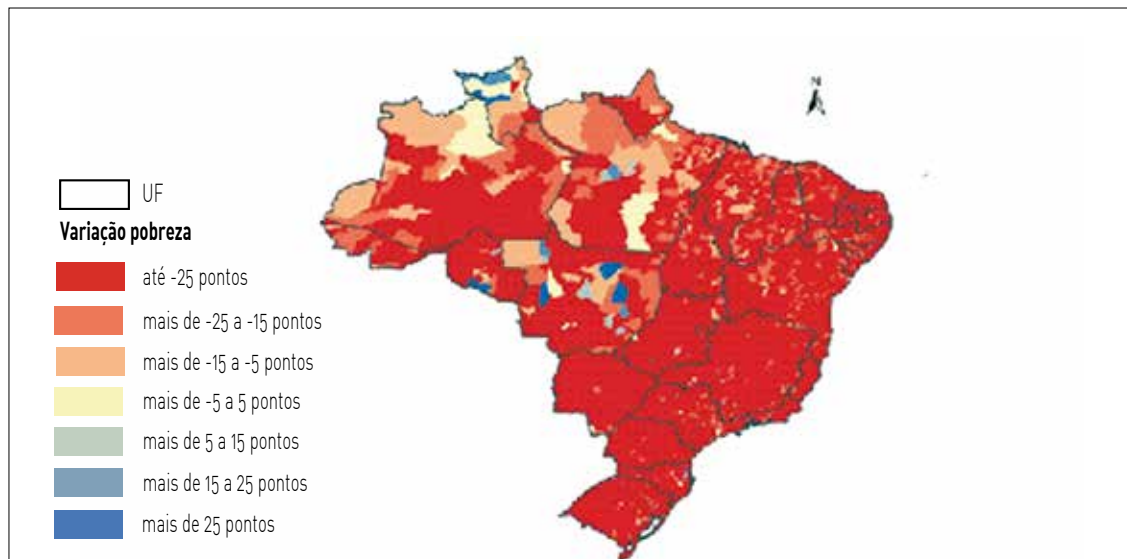 N
UF
Variação pobreza
até -25 pontos
mais de -25 a -15 pontos
mais de -15 a -5 pontos
mais de -5 a 5 pontos
mais de 5 a 15 pontos
mais de 15 a 25 pontos
mais de 25 pontos